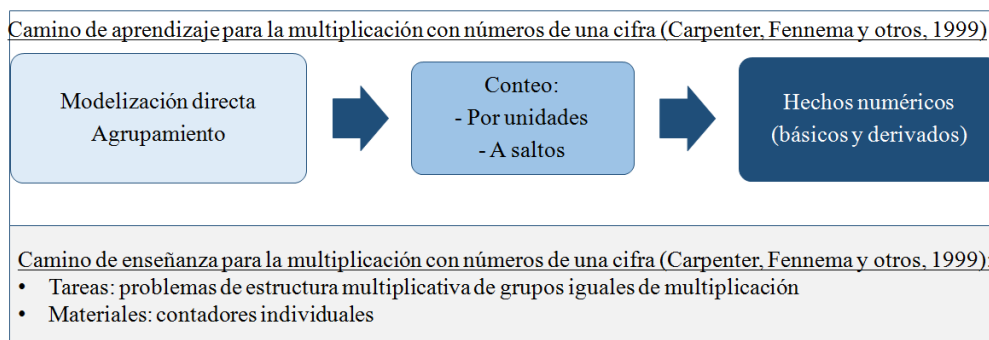 Camino de aprendizaje para la multiplicación con números de una cifra (Carpenter, Fennema y otros, 1999)
Modelización directa
Agrupamiento
Conteo:
- Por unidades
- A saltos
Hechos numéricos
(básicos y derivados)
Camino de enseñanza para la multiplicación con números de una cifra (Carpenter, Fennema y otros, 1999):
• Tareas: problemas de estructura multiplicativa de grupos iguales de multiplicación
• Materiales: contadores individuales